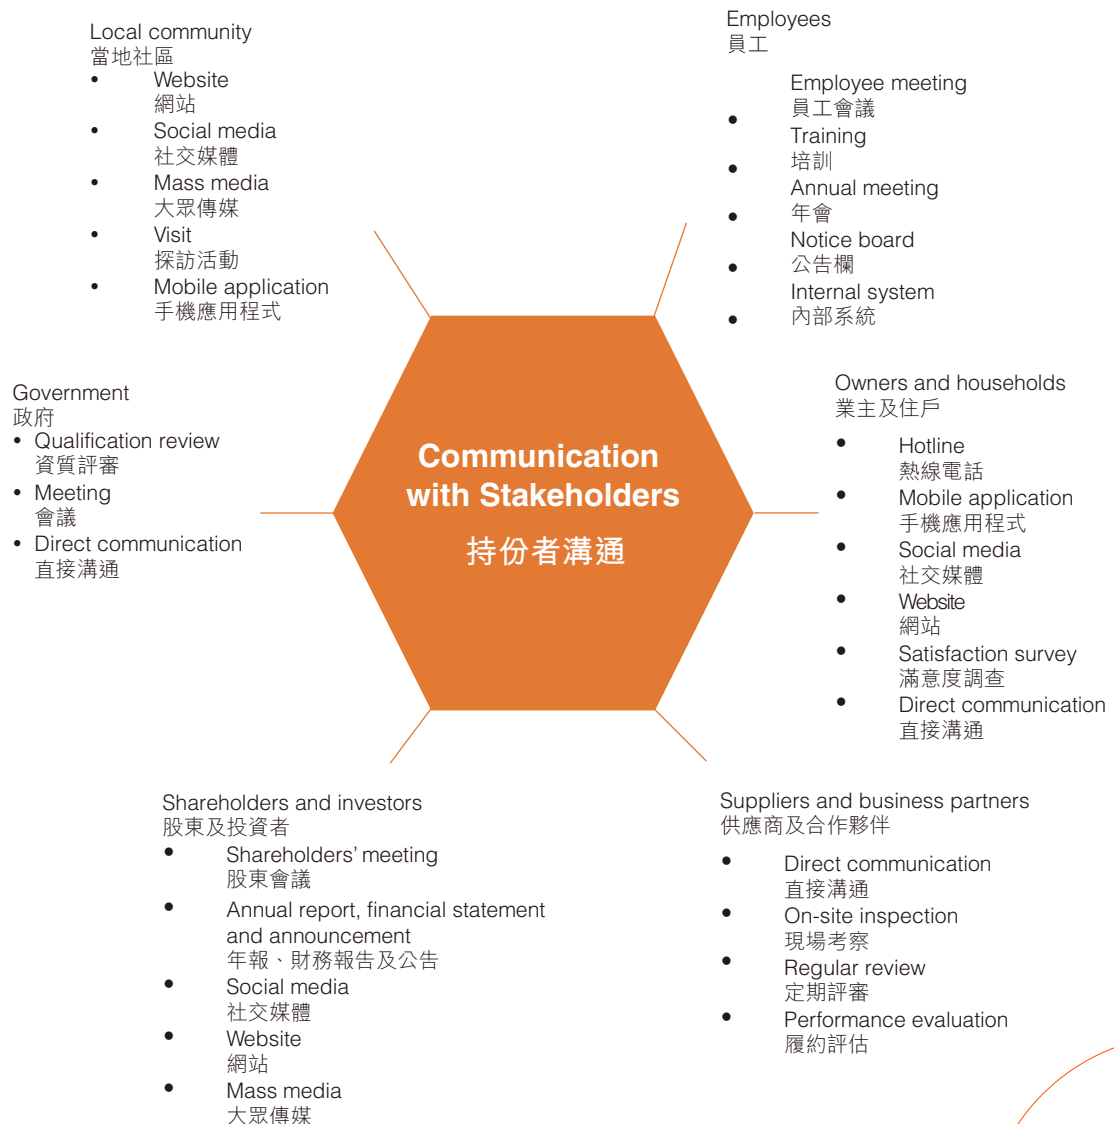 Local community
當地社區
• Website
網站
• Social media
社交媒體
• Mass media
大眾傳媒
• Visit
探訪活動
• Mobile application
手機應用程式
Employees
員工
Employee meeting
員工會議
• Training
培訓
• Annual meeting
年會
• Notice board
公告欄
• Internal system
內部系統
•
Government
政府
• Qualification review
資質評審
• Meeting
會議
• Direct communication
直接溝通
Communication
with Stakeholders
持份者溝通
Owners and households
業主及住戶
• Hotline
熱線電話
• Mobile application
手機應用程式
• Social media
社交媒體
• Website
網站
• Satisfaction survey
滿意度調查
• Direct communication
直接溝通
Shareholders and investors
股東及投資者
• Shareholders’ meeting
股東會議
• Annual report, financial statement
and announcement
年報、財務報告及公告
• Social media
社交媒體
• Website
網站
• Mass media
大眾傳媒
Suppliers and business partners
供應商及合作夥伴
• Direct communication
直接溝通
• On-site inspection
現場考察
• Regular review
定期評審
• Performance evaluation
履約評估